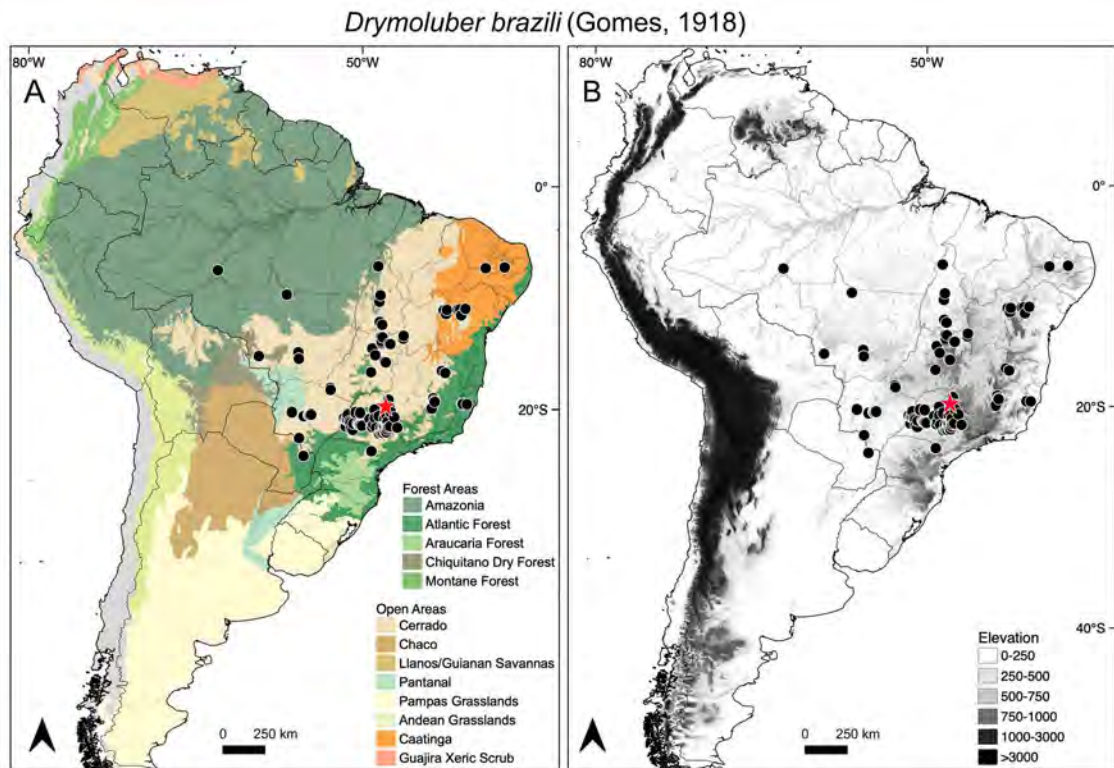 Drymoluber brazili (Gomes, 1918)
A
80°W
50°W
0°
20°S
Forest Areas
Amazonia
Atlantic Forest
Araucaria Forest
Chiquitano Dry Forest
Montane Forest
Open Areas
Cerrado
Chaco
Llanos/Guianan Savannas
Pantanal
Pampas Grasslands
Andean Grasslands
Caatinga
Guajira Xeric Scrub
0 250 km
B
80°W
50°W
0°
20°S
40°S
Elevation
0-250
250-500
500-750
750-1000
1000-3000
>3000
0 250 km